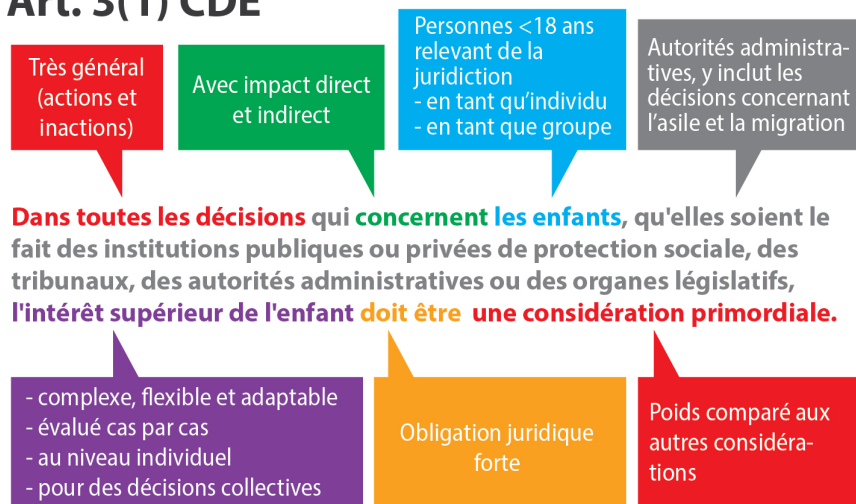 Art. 3(1) CDE
Très général
(actions et
inactions)
Avec impact direct
et indirect
Personnes <18 ans
relevant de la
juridiction
- en tant qu'individu
- en tant que groupe
Autorités administra-
tives, y inclut les
décisions concernant
l'asile et la migration
Dans toutes les décisions qui concernent les enfants, qu'elles soient le
fait des institutions publiques ou privées de protection sociale, des
tribunaux, des autorités administratives ou des organes législatifs,
l'intérêt supérieur de l'enfant doit être une considération primordiale.
- complexe, flexible et adaptable
- évalué cas par cas
- au niveau individuel
- pour des décisions collectives
Obligation juridique
forte
Poids comparé aux
autres considéra-
tions